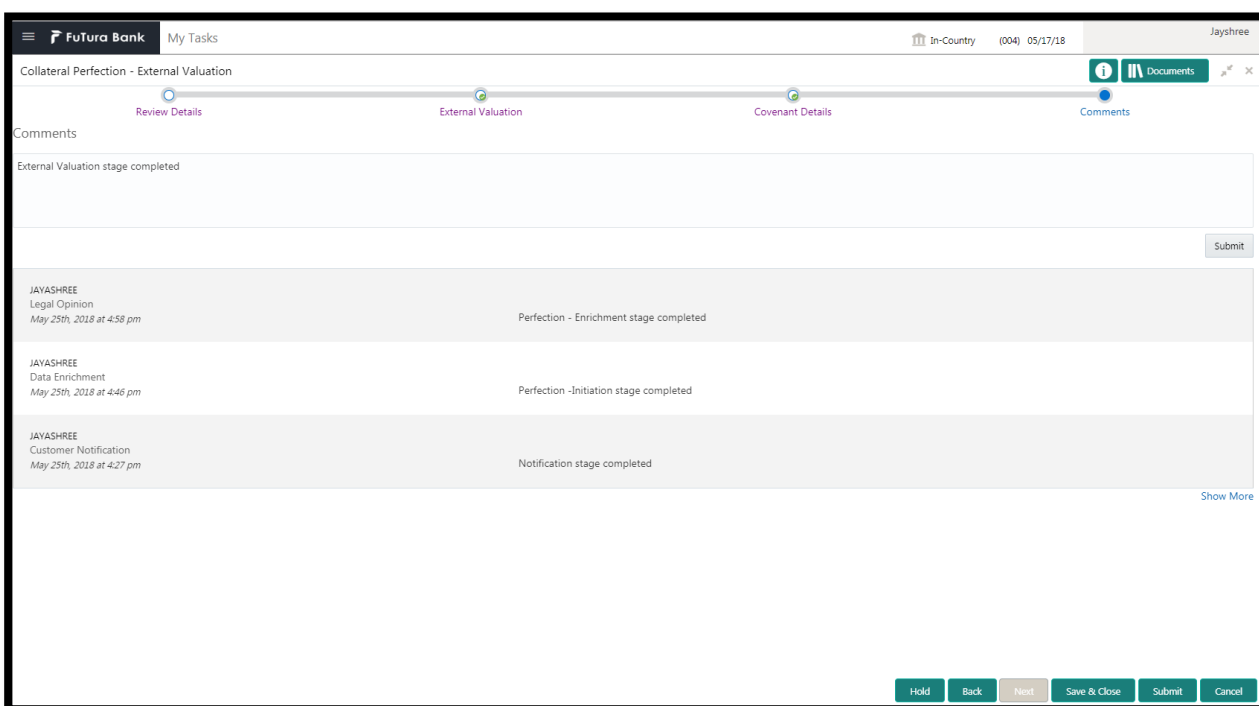 FuTura Bank My Tasks In-Country (004) 05/17/18 Jayshree
Collateral Perfection - External Valuation i Documents
Review Details External Valuation Covenant Details Comments
Comments
External Valuation stage completed
Submit
JAYASHREE
Legal Opinion
May 25th, 2018 at 4:58 pm Perfection - Enrichment stage completed
JAYASHREE
Data Enrichment
May 25th, 2018 at 4:46 pm Perfection -Initiation stage completed
JAYASHREE
Customer Notification
May 25th, 2018 at 4:27 pm Notification stage completed
Show More
Hold Back Next Save & Close Submit Cancel